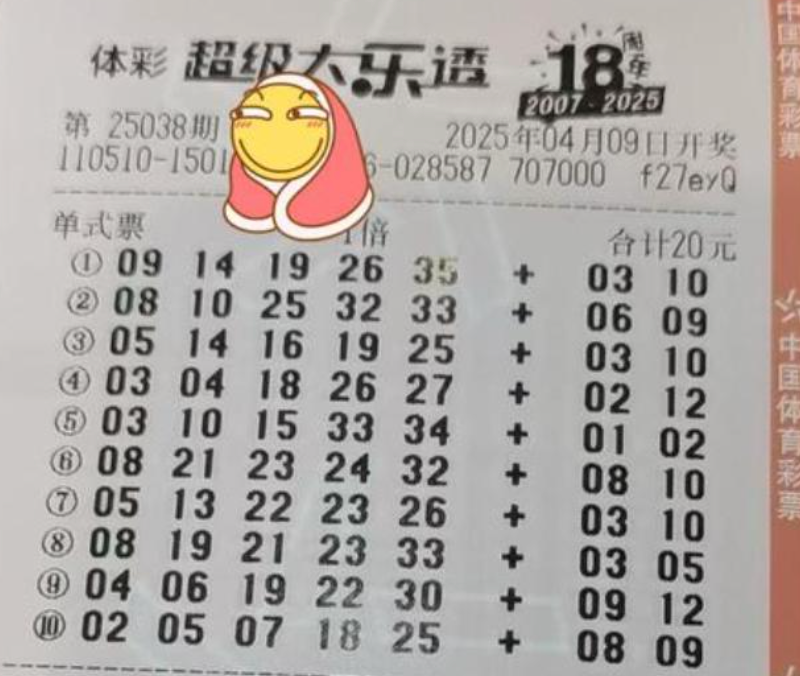 体彩 超级大乐透 18周年
2007-2025
第 25038期 2025年04月09日开奖
110510-1501 6-028587 707000 f27eyQ
单式票 1倍 合计20元
① 09 14 19 26 35 + 03 10
② 08 10 25 32 33 + 06 09
③ 05 14 16 19 25 + 03 10
④ 03 04 18 26 27 + 02 12
⑤ 03 10 15 33 34 + 01 02
⑥ 08 21 23 24 32 + 08 10
⑦ 05 13 22 23 26 + 03 10
⑧ 08 19 21 23 33 + 03 05
⑨ 04 06 19 22 30 + 09 12
⑩ 02 05 07 18 25 + 08 09
中国体育彩票
中国体育彩票